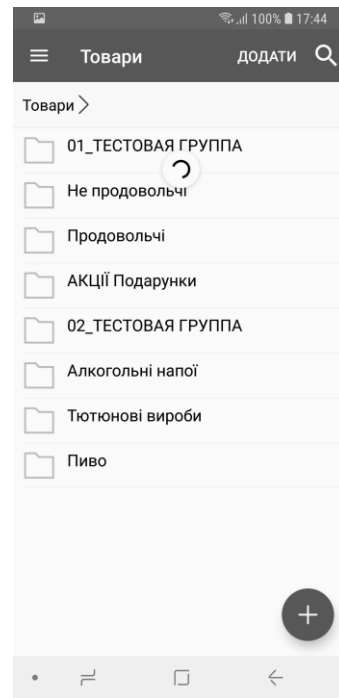 100% 17:44
Товари ДОДАТИ
Товари >
01_ТЕСТОВАЯ ГРУППА
Не продовольчі
Продовольчі
АКЦІЇ Подарунки
02_ТЕСТОВАЯ ГРУППА
Алкогольні напої
Тютюнові вироби
Пиво